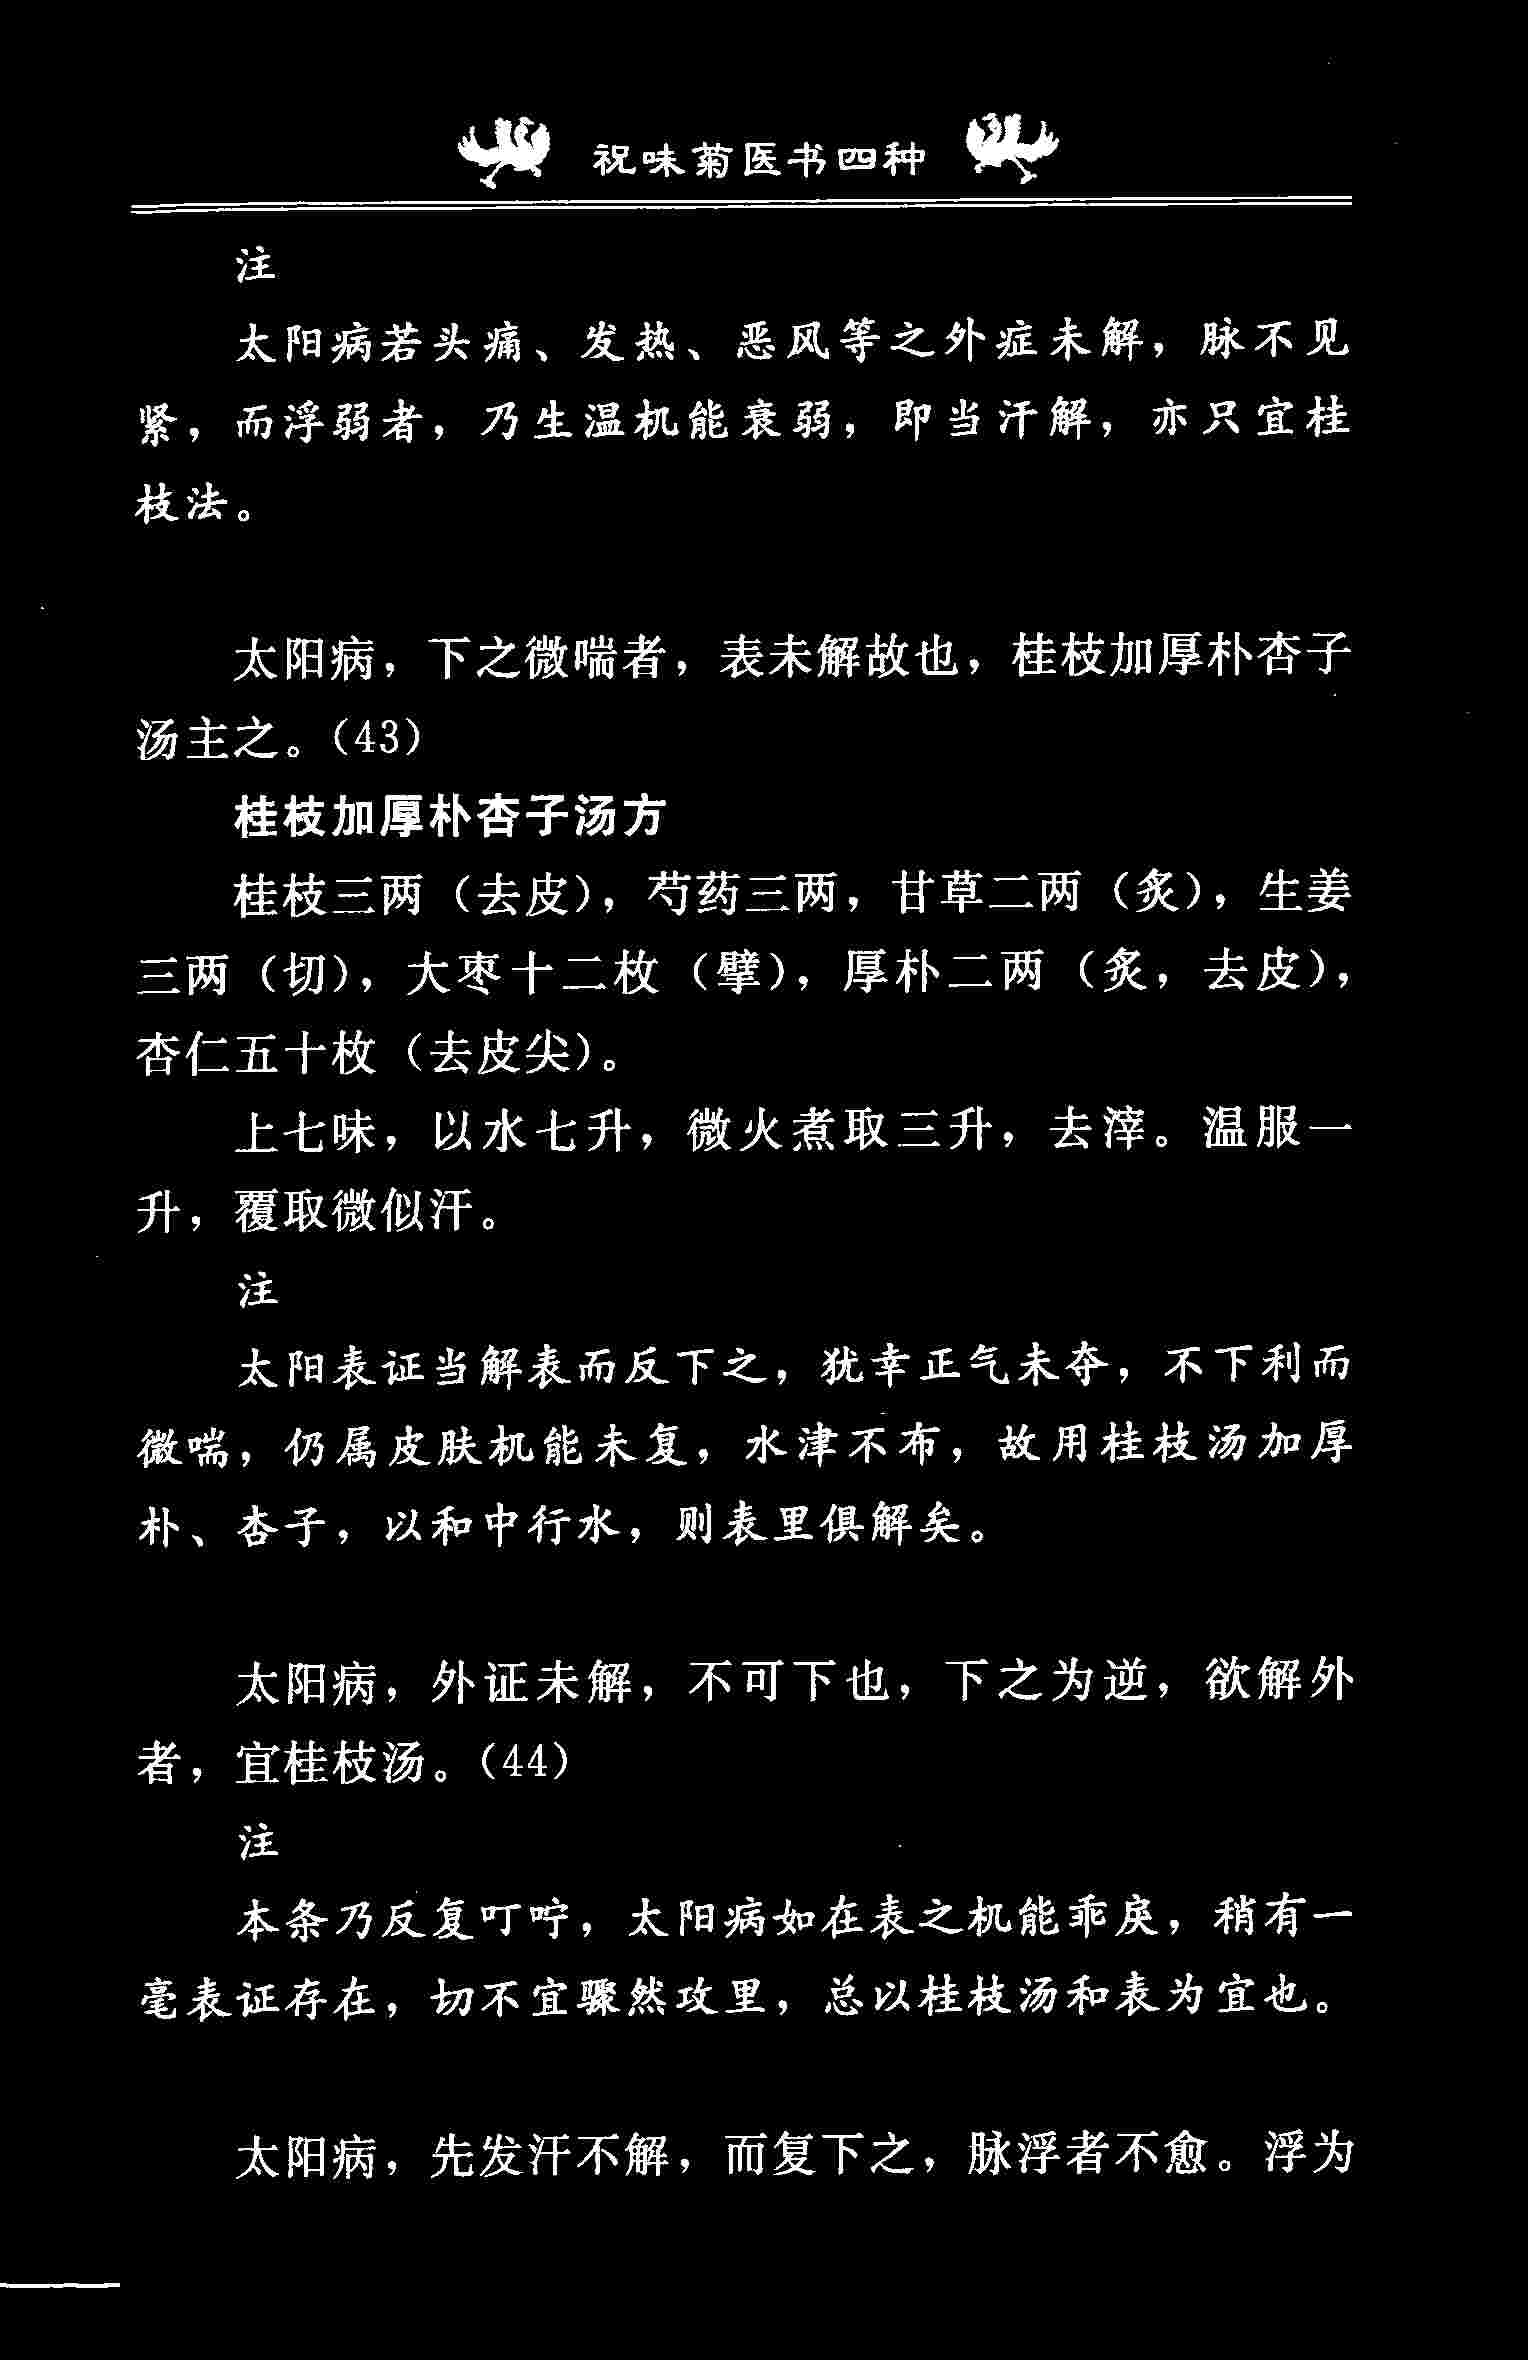 祝味菊医书四种
注
太阳病若头痛、发热、恶风等之外症未解，脉不见
紧，而浮弱者，乃生温机能衰弱，即当汗解，亦只宜桂
枝法。
太阳病，下之微喘者，表未解故也，桂枝加厚朴杏子
汤主之。（43）
桂枝加厚朴杏子汤方
桂枝三两（去皮），芍药三两，甘草二两（炙），生姜
三两（切），大枣十二枚（擘），厚朴二两（炙，去皮），
杏仁五十枚（去皮尖）。
上七味，以水七升，微火煮取三升，去滓。温服一
升，覆取微似汗。
注
太阳表证当解表而反下之，犹幸正气未夺，不下利而
微喘，仍属皮肤机能未复，水津不布，故用桂枝汤加厚
朴、杏子，以和中行水，则表里俱解矣。
太阳病，外证未解，不可下也，下之为逆，欲解外
者，宜桂枝汤。（44）
注
本条乃反复叮咛，太阳病如在表之机能乖戾，稍有一
毫表证存在，切不宜骤然攻里，总以桂枝汤和表为宜也。
太阳病，先发汗不解，而复下之，脉浮者不愈。浮为